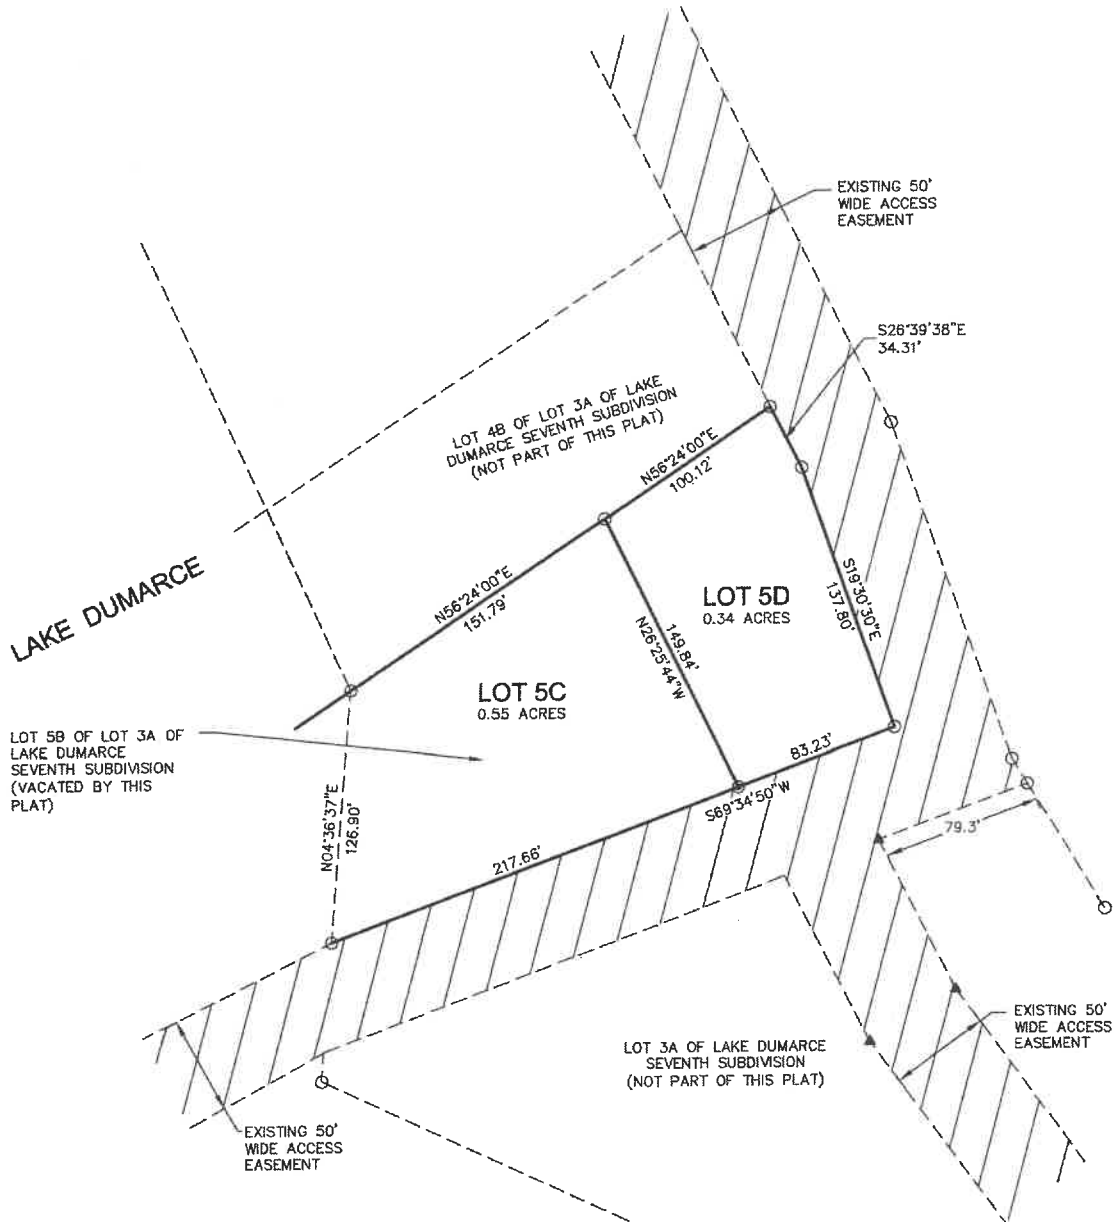 EXISTING 50'
WIDE ACCESS
EASEMENT
S26°39'38"E
34.31'
LOT 4B OF LOT 3A OF LAKE
DUMARCE SEVENTH SUBDIVISION
(NOT PART OF THIS PLAT)
N56°24'00"E
100.12'
LAKE DUMARCE
N56°24'00"E
151.79'
LOT 5D
0.34 ACRES
S19°30'30"E
137.80'
149.84'
N26°25'44"W
LOT 5C
0.55 ACRES
LOT 5B OF LOT 3A OF
LAKE DUMARCE
SEVENTH SUBDIVISION
(VACATED BY THIS
PLAT)
83.23'
S69°34'50"W
N04°36'37"E
126.90'
79.3'
217.66'
EXISTING 50'
WIDE ACCESS
EASEMENT
LOT 3A OF LAKE DUMARCE
SEVENTH SUBDIVISION
(NOT PART OF THIS PLAT)
EXISTING 50'
WIDE ACCESS
EASEMENT